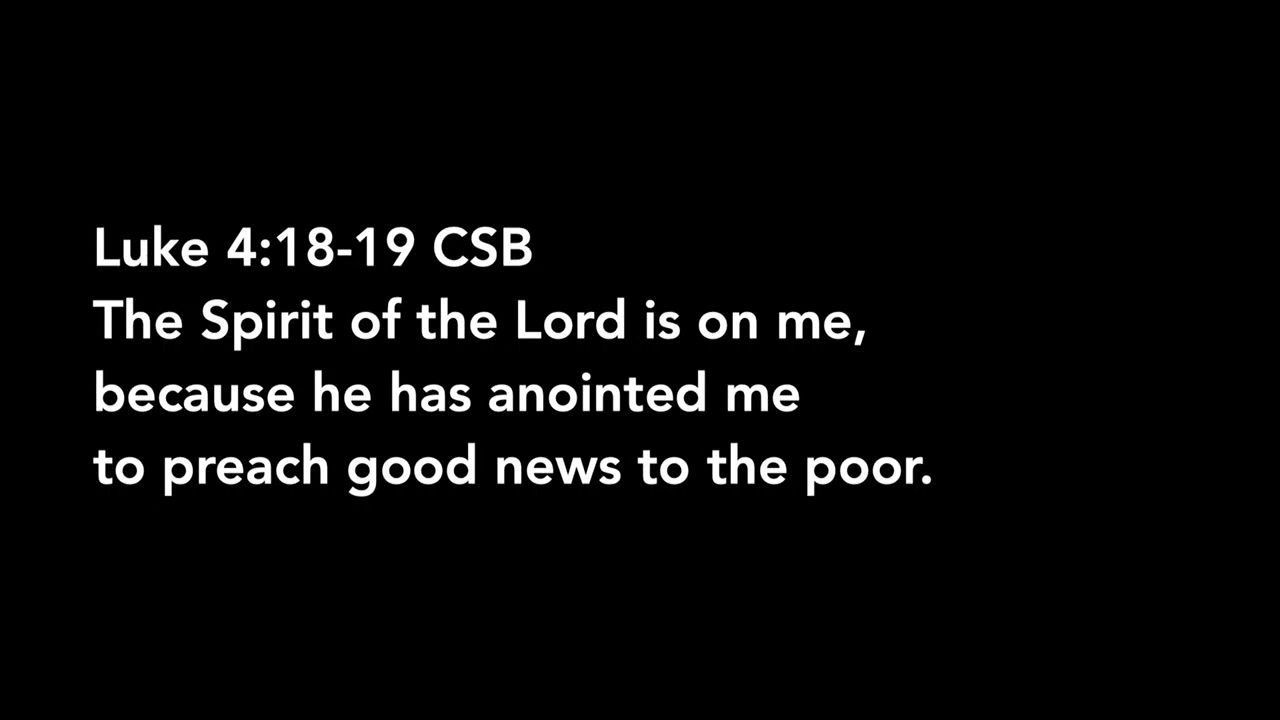 Luke 4:18-19 CSB
The Spirit of the Lord is on me,
because he has anointed me
to preach good news to the poor.